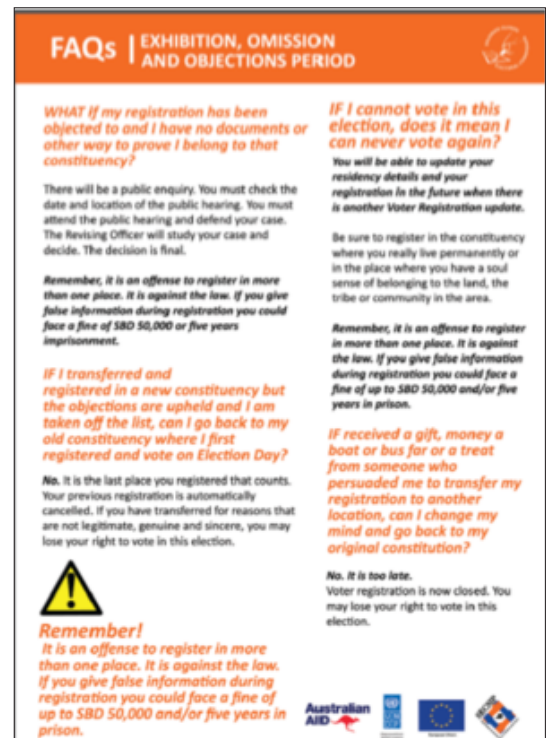 FAQs | EXHIBITION, OMISSION
AND OBJECTIONS PERIOD
WHAT if my registration has been
objected to and I have no documents or
other way to prove I belong to that
constituency?
There will be a public enquiry. You must check the
date and location of the public hearing. You must
attend the public hearing and defend your case.
The Revising Officer will study your case and
decide. The decision is final.
Remember, it is an offense to register in more
than one place. It is against the law. If you give
false information during registration you could
face a fine of SBD 50,000 or five years
imprisonment.
IF I transferred and
registered in a new constituency but
the objections are upheld and I am
taken off the list, can I go back to my
old constituency where I first
registered and vote on Election Day?
No. It is the last place you registered that counts.
Your previous registration is automatically
cancelled. If you have transferred for reasons that
are not legitimate, genuine and sincere, you may
lose your right to vote in this election.
Remember!
It is an offense to register in more
than one place. It is against the law.
If you give false information during
registration you could face a fine of
up to SBD 50,000 and/or five years in
prison.
IF I cannot vote in this
election, does it mean I
can never vote again?
You will be able to update your
residency details and your
registration in the future when there
is another Voter Registration update.
Be sure to register in the constituency
where you really live permanently or
in the place where you have a soul
sense of belonging to the land, the
tribe or community in the area.
Remember, it is an offense to register
in more than one place. It is against
the law. If you give false information
during registration you could face a
fine of up to SBD 50,000 and/or five
years in prison.
IF received a gift, money a
boat or bus far or a treat
from someone who
persuaded me to transfer my
registration to another
location, can I change my
mind and go back to my
original constitution?
No. It is too late.
Voter registration is now closed. You
may lose your right to vote in this
election.
Australian
AID